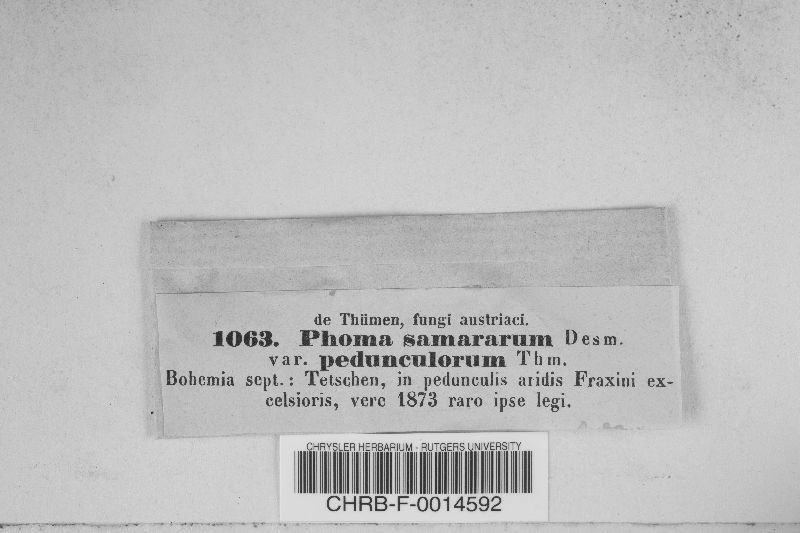 de Thümen, fungi austriaci.
1063. Phoma samararum Desm.
var. pedunculorum Thm.
Bohemia sept.: Tetschen, in pedunculis aridis Fraxini ex-
celsioris, vere 1873 raro ipse legi.
CHRYSLER HERBARIUM - RUTGERS UNIVERSITY
CHRB-F-0014592